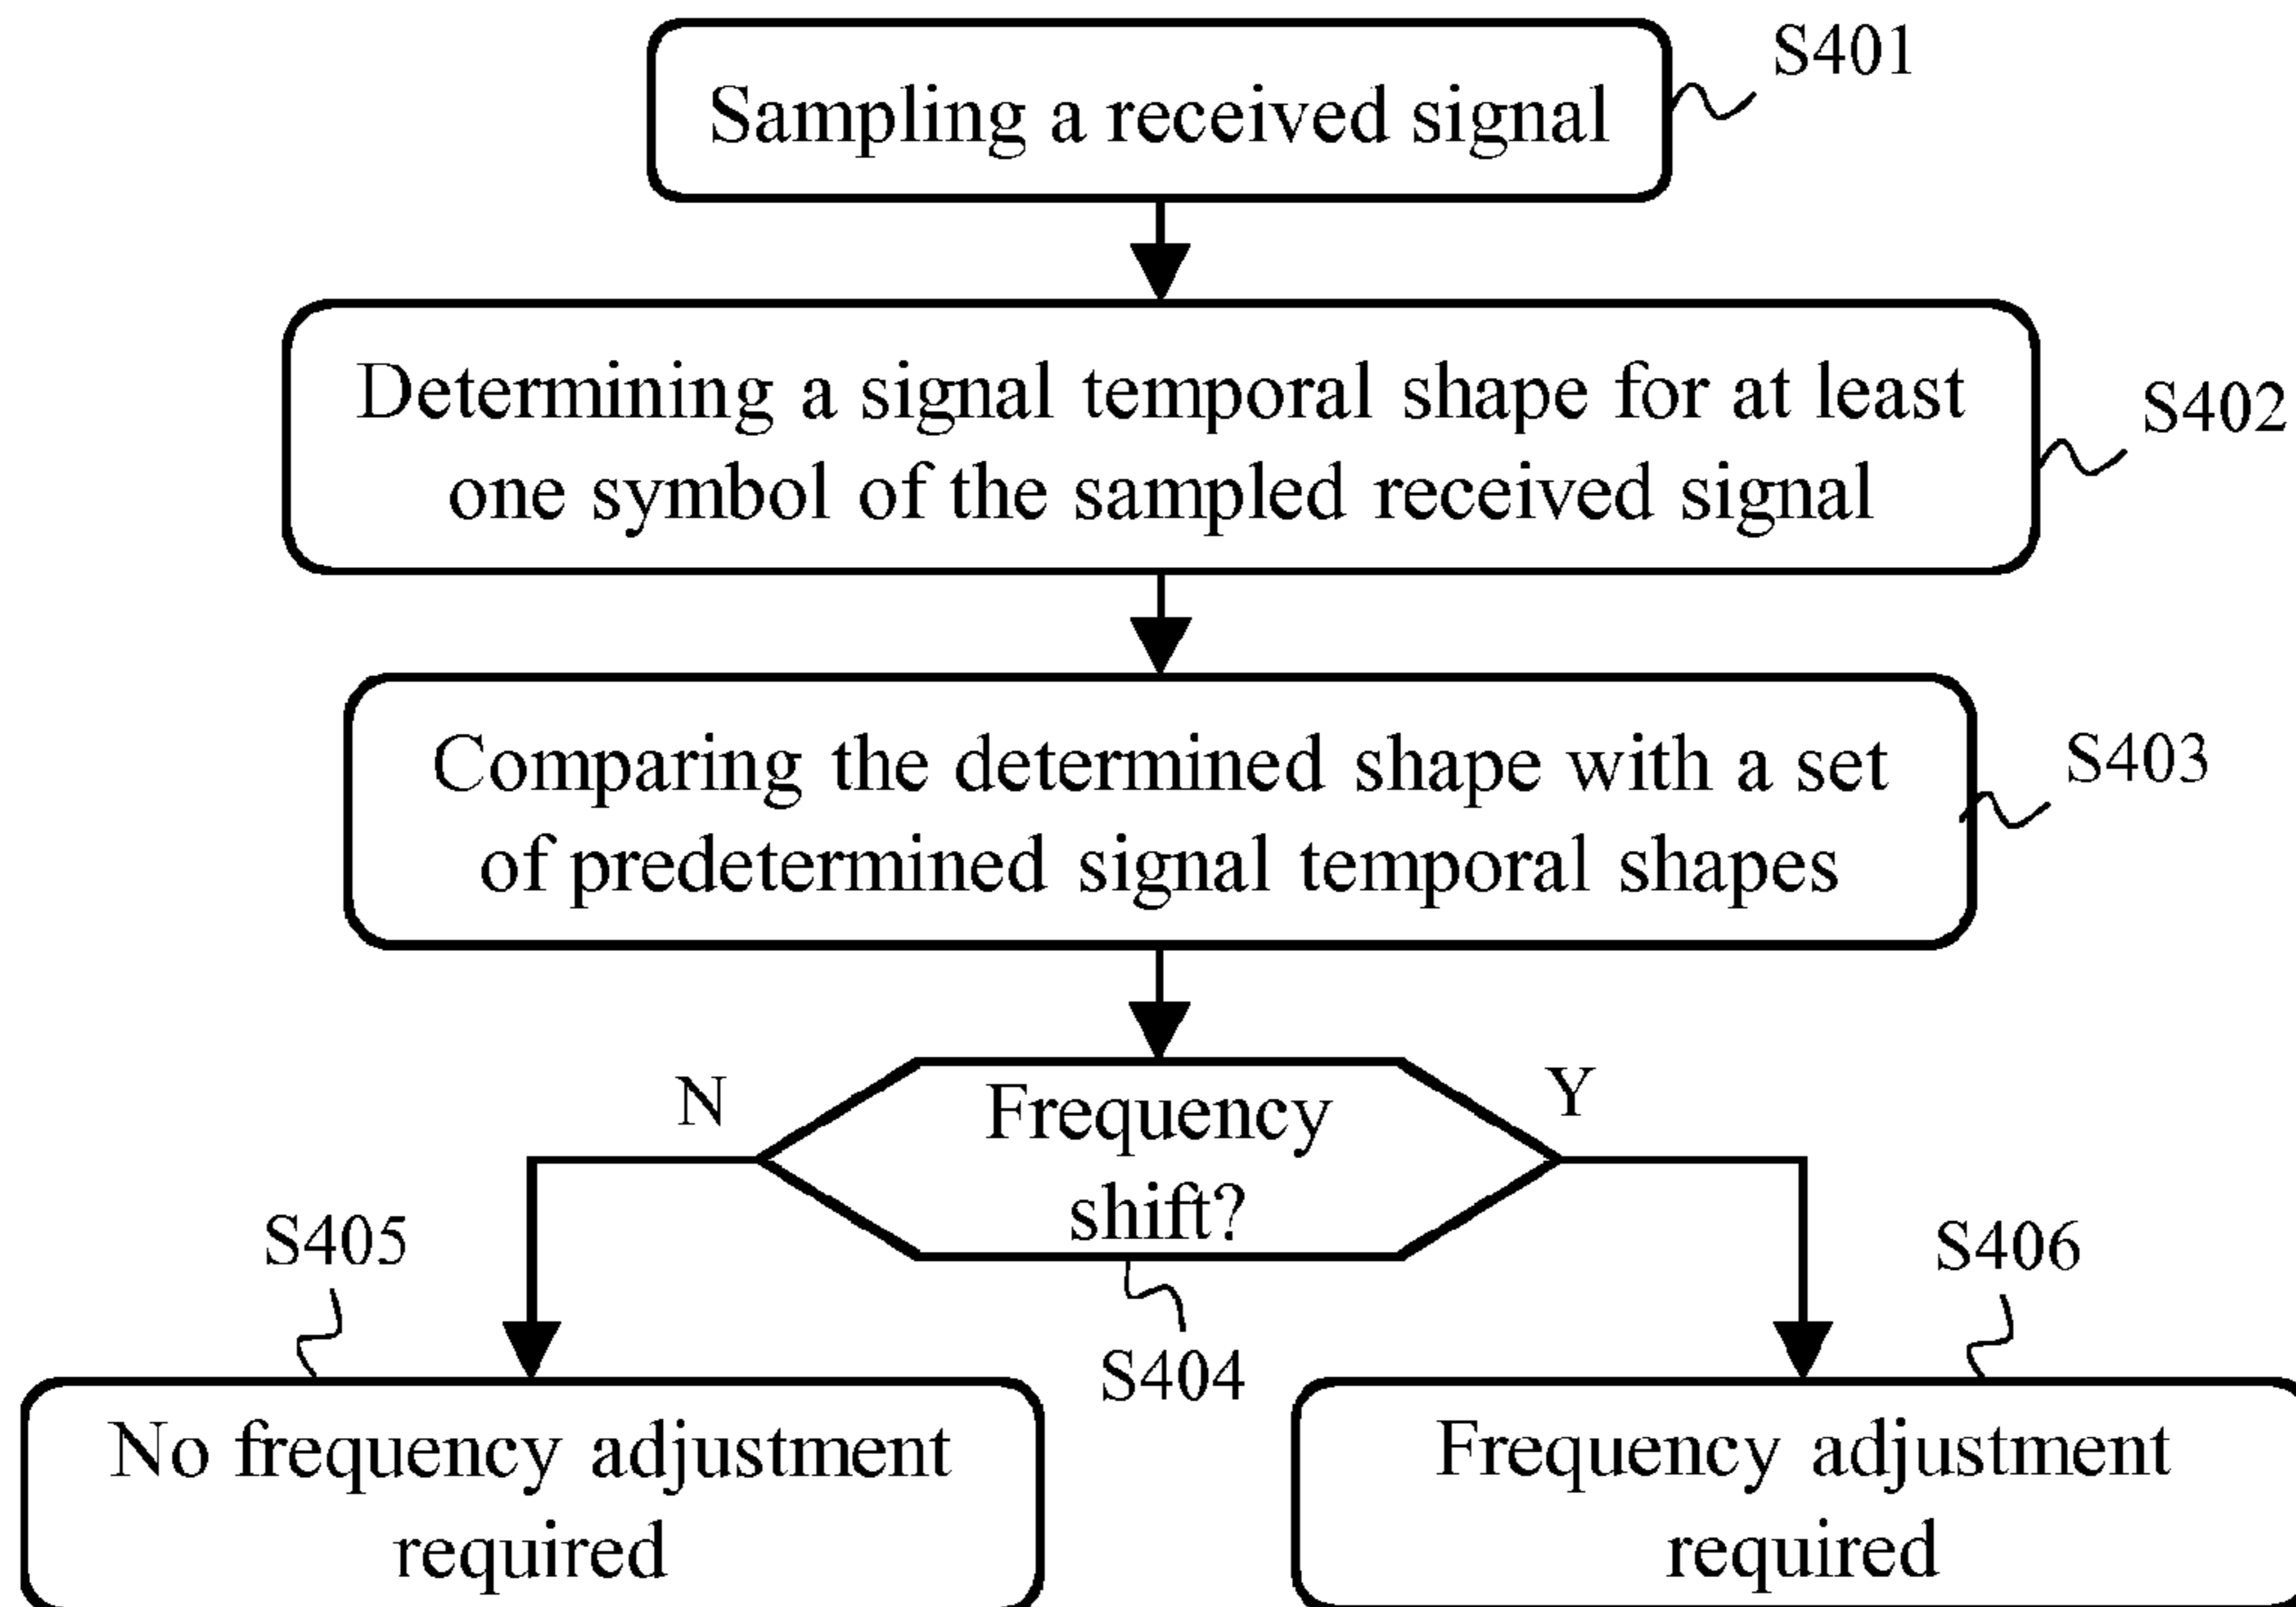 S401
Sampling a received signal
Determining a signal temporal shape for at least
one symbol of the sampled received signal
S402
Comparing the determined shape with a set
of predetermined signal temporal shapes
S403
N
Frequency
shift?
Y
S404
S405
No frequency adjustment
required
S406
Frequency adjustment
required